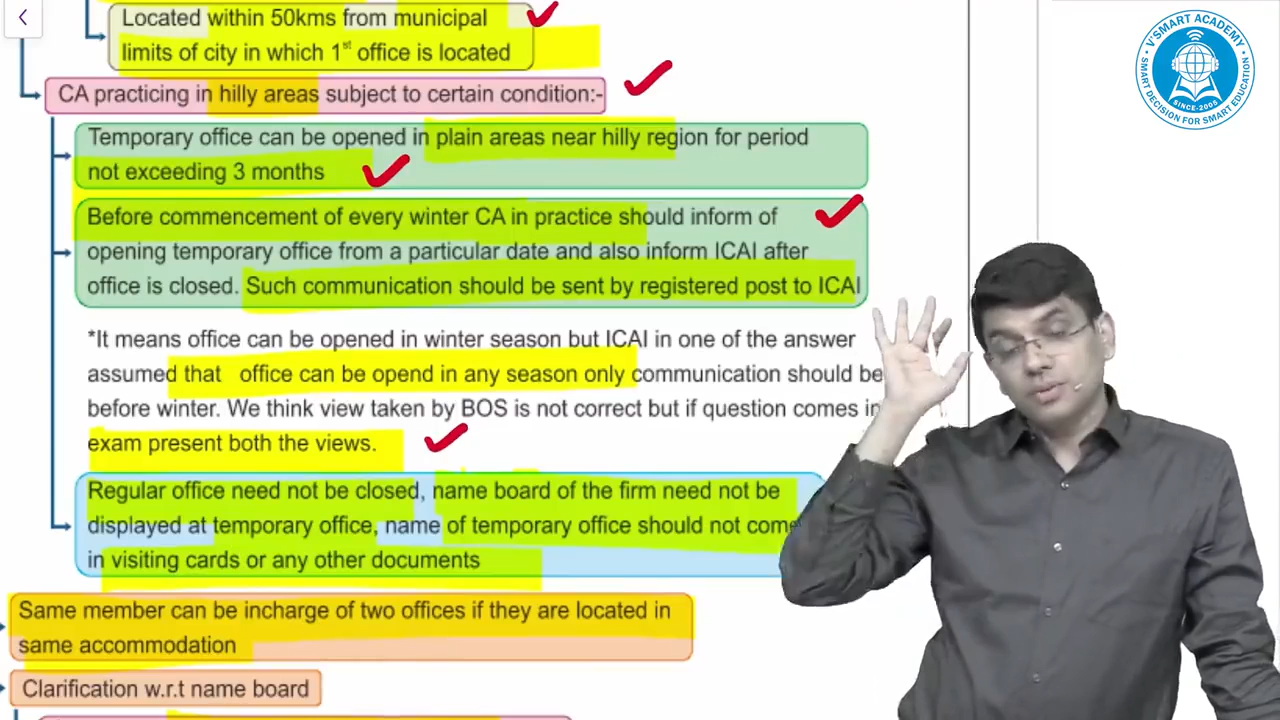 Located within 50kms from municipal
limits of city in which 1st office is located
CA practicing in hilly areas subject to certain condition:-
Temporary office can be opened in plain areas near hilly region for period
not exceeding 3 months
Before commencement of every winter CA in practice should inform of
opening temporary office from a particular date and also inform ICAI after
office is closed. Such communication should be sent by registered post to ICAI
*It means office can be opened in winter season but ICAI in one of the answer
assumed that office can be opend in any season only communication should be
before winter. We think view taken by BOS is not correct but if question comes in
exam present both the views.
Regular office need not be closed, name board of the firm need not be
displayed at temporary office, name of temporary office should not come
in visiting cards or any other documents
Same member can be incharge of two offices if they are located in
same accommodation
Clarification w.r.t name board
V'SMART ACADEMY
SINCE-2005
SMART DECISION FOR SMART EDUCATION